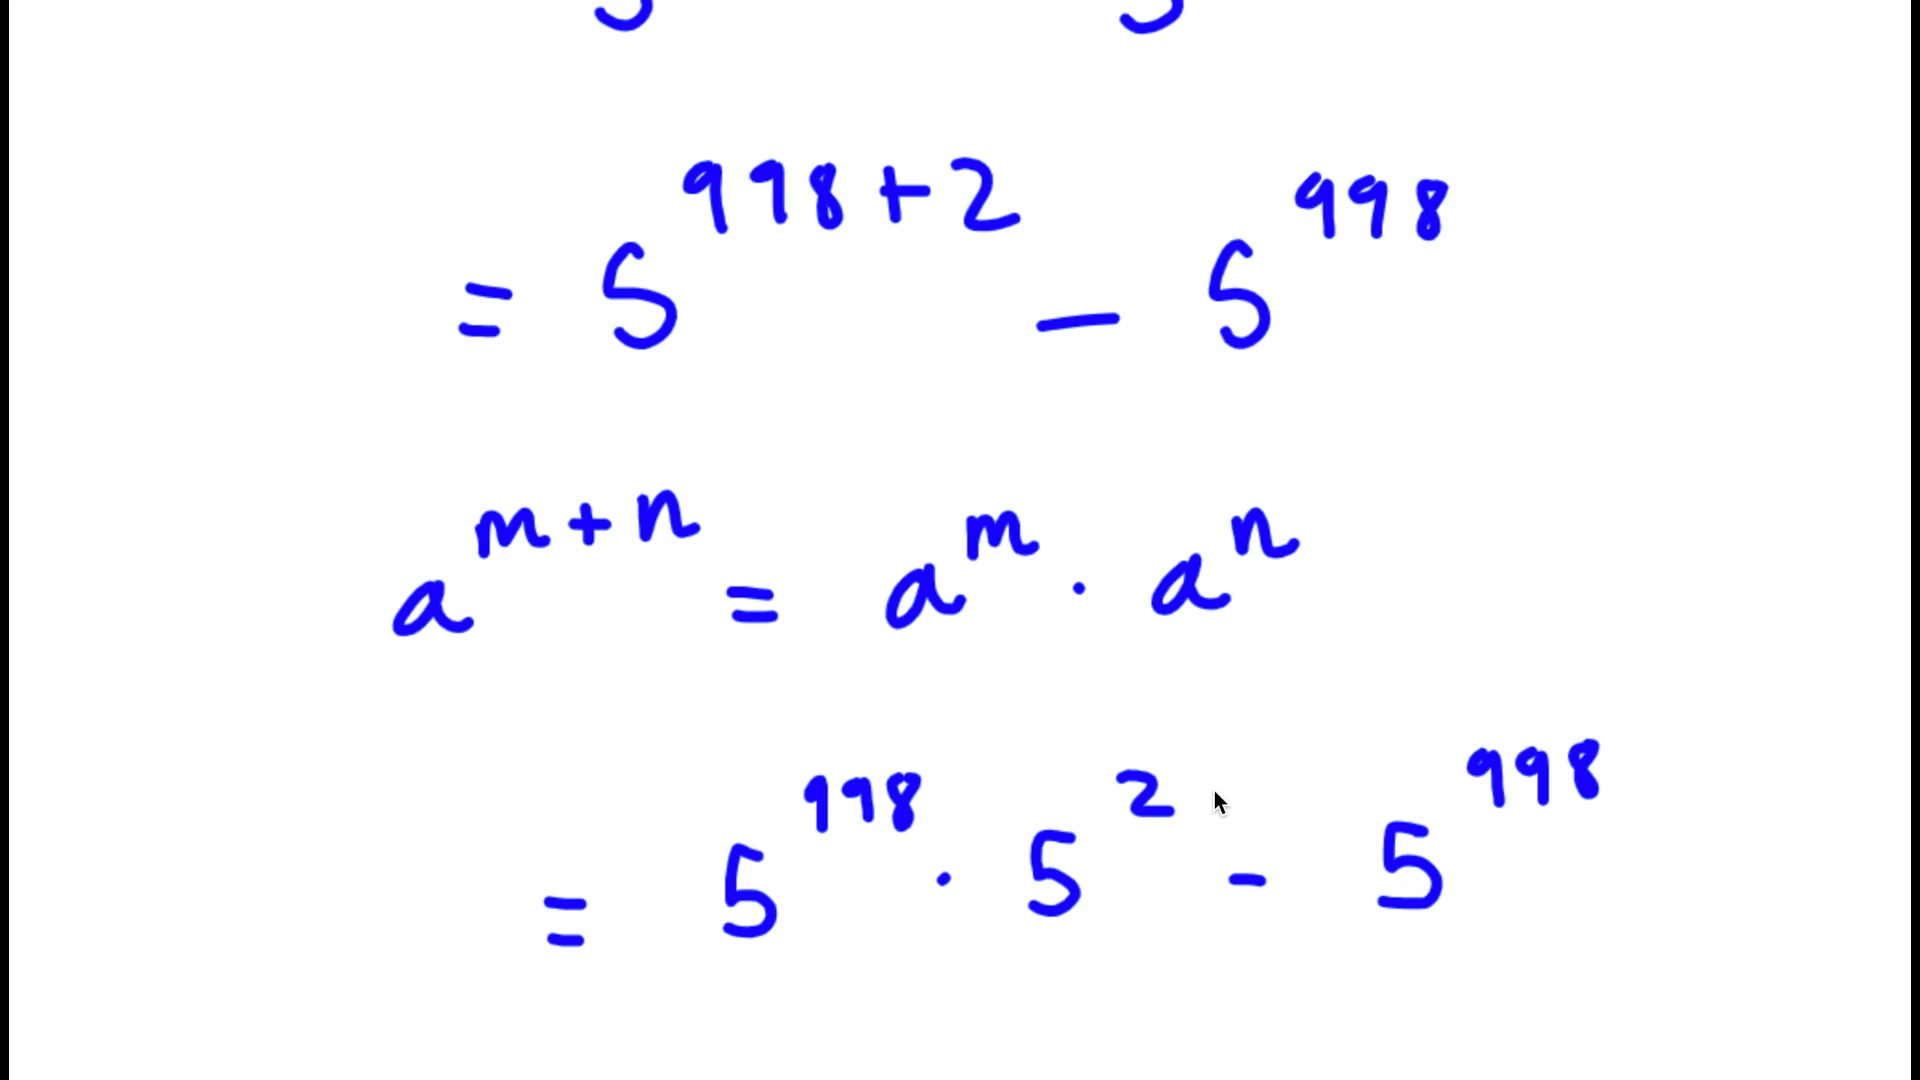 = 5^998+2 - 5^998
a^m+n = a^m · a^n
= 5^998 · 5^2 - 5^998